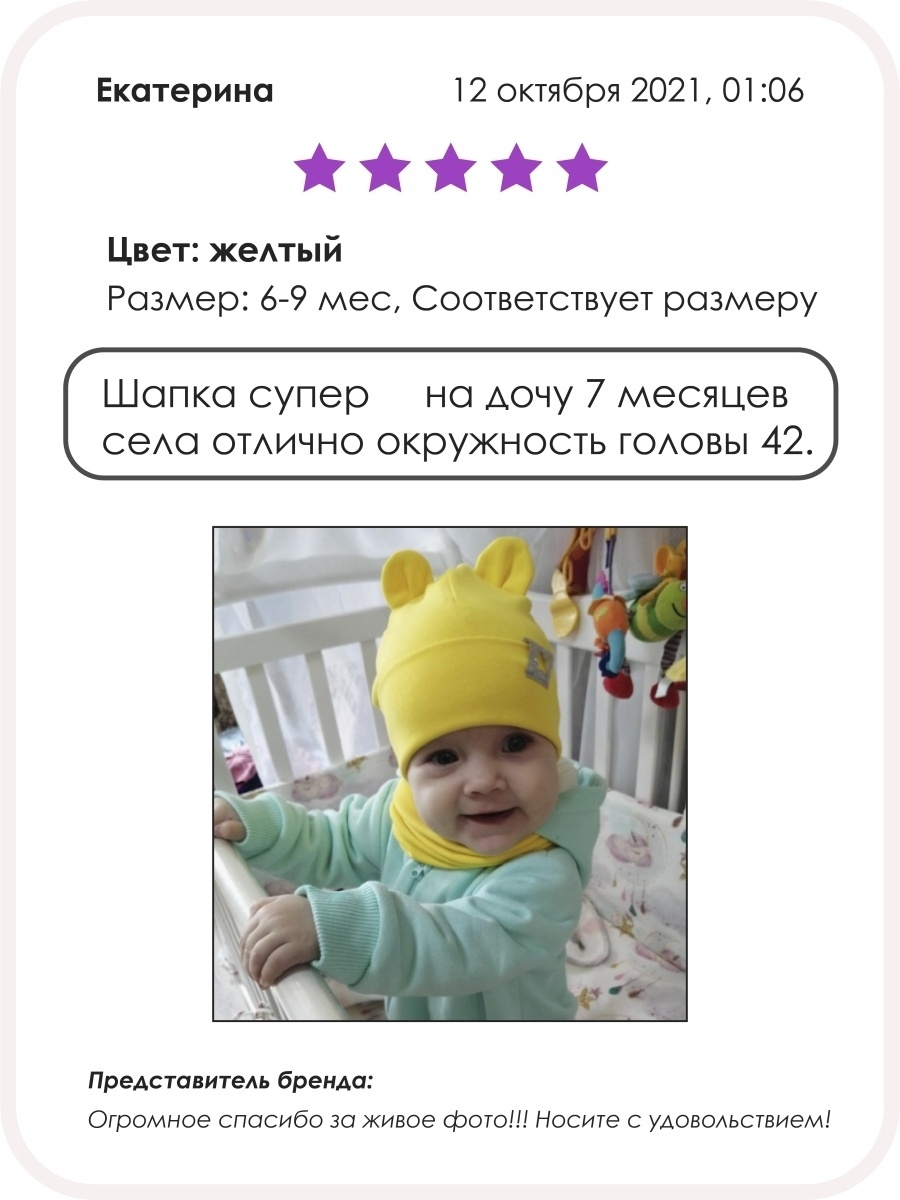 Екатерина 12 октября 2021, 01:06
Цвет: желтый
Размер: 6-9 мес, Соответствует размеру
Шапка супер на дочу 7 месяцев
села отлично окружность головы 42.
Представитель бренда:
Огромное спасибо за живое фото!!! Носите с удовольствием!